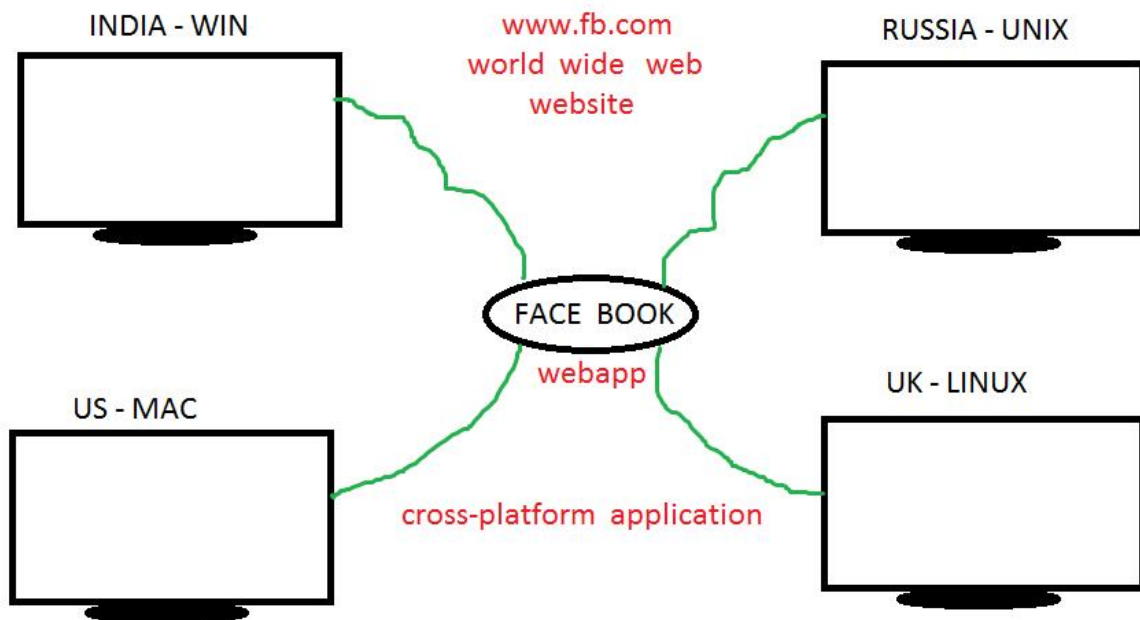 INDIA - WIN
www.fb.com
world wide web
website
RUSSIA - UNIX
FACE BOOK
webapp
US - MAC
UK - LINUX
cross-platform application